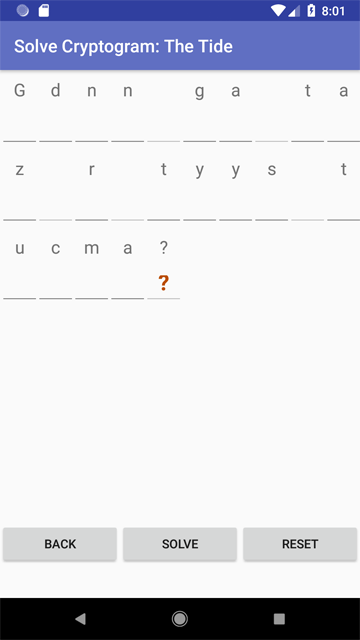 8:01
Solve Cryptogram: The Tide
G d n n g a t a
z r t y y s t
u c m a ?
?
BACK SOLVE RESET